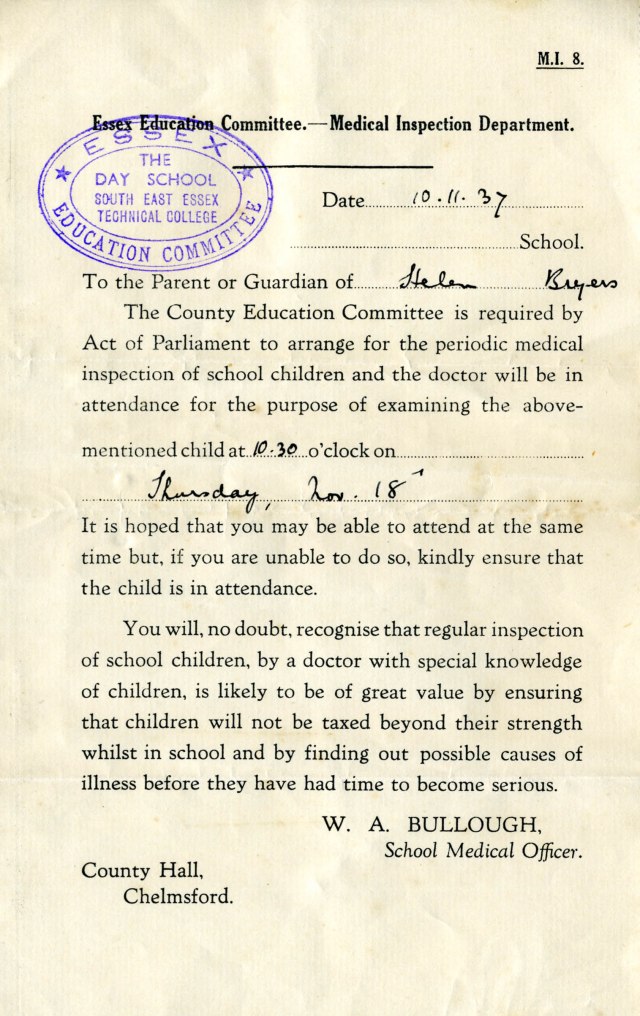 M.I. 8.
Essex Education Committee.—Medical Inspection Department.
ESSEX
THE
DAY SCHOOL
SOUTH EAST ESSEX
TECHNICAL COLLEGE
EDUCATION COMMITTEE
Date 10.11.37
School.
To the Parent or Guardian of Helen Bryers
The County Education Committee is required by
Act of Parliament to arrange for the periodic medical
inspection of school children and the doctor will be in
attendance for the purpose of examining the above-
mentioned child at 10.30 o'clock on
Thursday, Nov. 18
It is hoped that you may be able to attend at the same
time but, if you are unable to do so, kindly ensure that
the child is in attendance.
You will, no doubt, recognise that regular inspection
of school children, by a doctor with special knowledge
of children, is likely to be of great value by ensuring
that children will not be taxed beyond their strength
whilst in school and by finding out possible causes of
illness before they have had time to become serious.
W. A. BULLOUGH,
School Medical Officer.
County Hall,
Chelmsford.